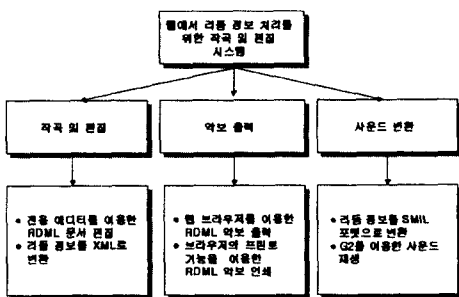 웹에서 리듬 정보 처리를
위한 작곡 및 편집
시스템
작곡 및 편집
악보 출력
사운드 변환
• 전용 에디터를 이용한
RDML 문서 편집
• 리듬 정보를 XML로
변환
• 웹 브라우저를 이용한
RDML 악보 출력
• 브라우저의 프린트
기능을 이용한
RDML 악보 인쇄
• 리듬 정보를 SMIL
포맷으로 변환
• G2를 이용한 사운드
재생